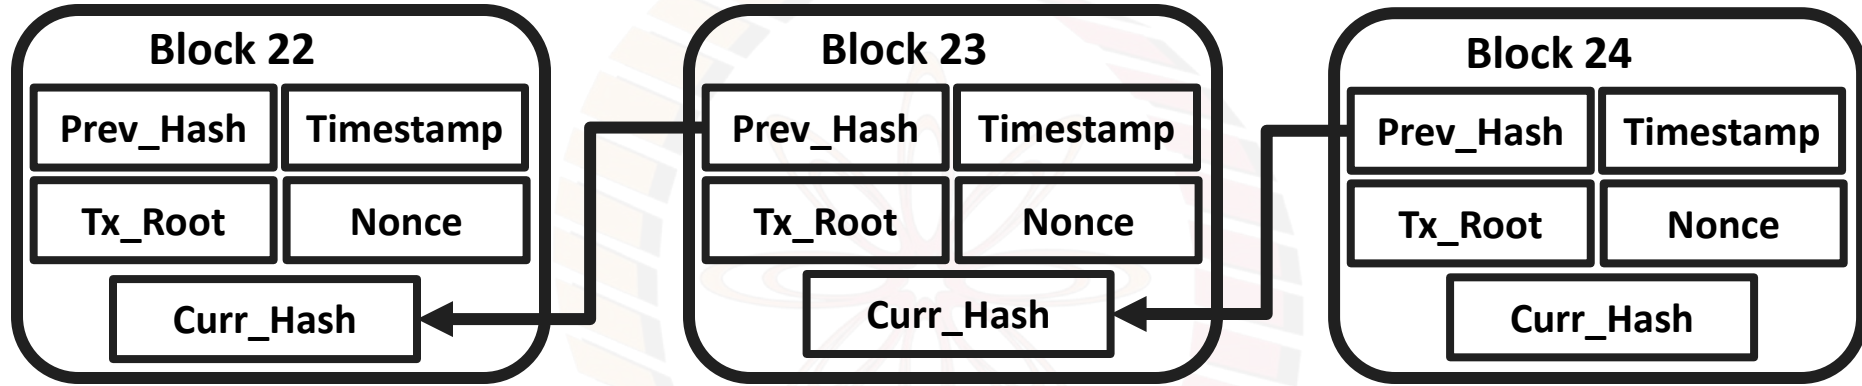 Block 22
Prev_Hash
Timestamp
Tx_Root
Nonce
Curr_Hash
Block 23
Prev_Hash
Timestamp
Tx_Root
Nonce
Curr_Hash
Block 24
Prev_Hash
Timestamp
Tx_Root
Nonce
Curr_Hash